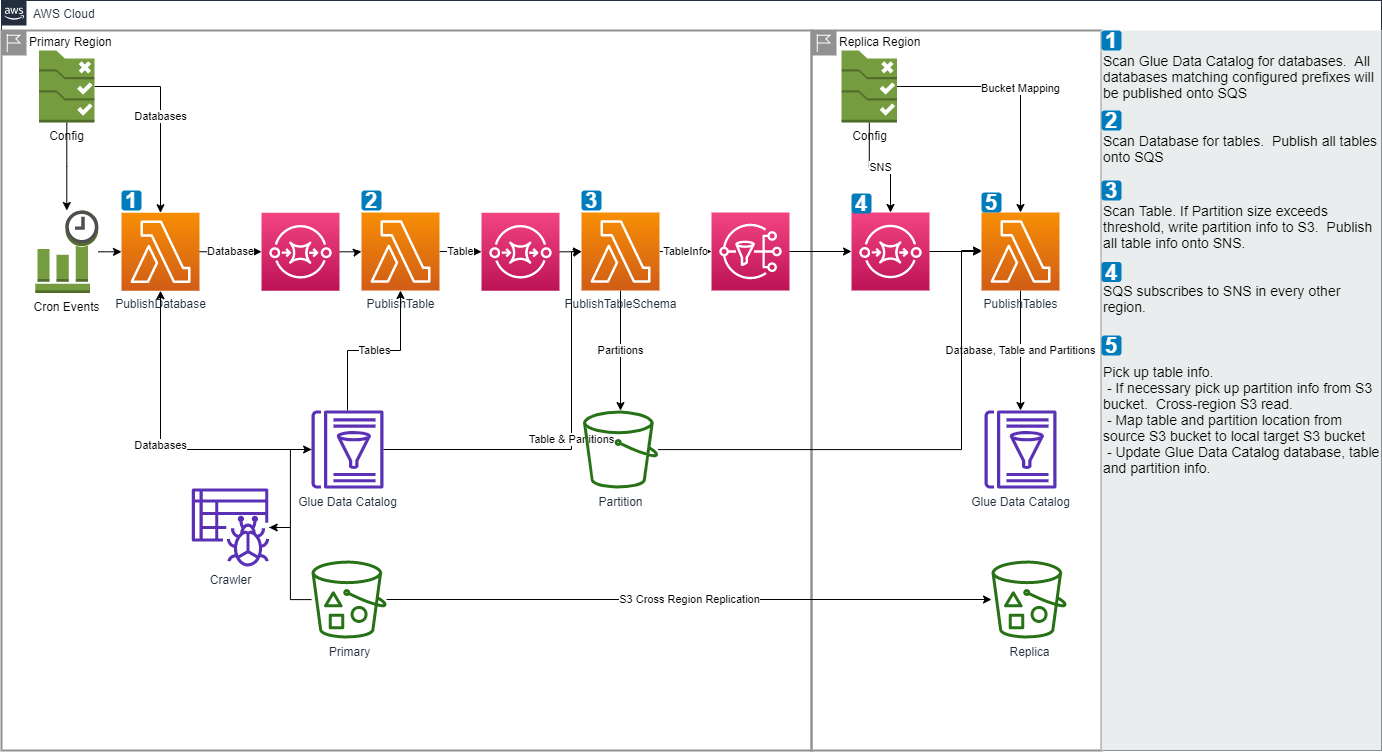 aws
AWS Cloud
Primary Region
Replica Region
Config
Databases
Config
Bucket Mapping
SNS
1
2
3
4
5
Database
Table
TableInfo
Cron Events
PublishDatabase
PublishTable
PublishTableSchema
PublishTables
Tables
Partitions
Database, Table and Partitions
Databases
Table & Partitions
Glue Data Catalog
Partition
Glue Data Catalog
Crawler
S3 Cross Region Replication
Primary
Replica
1
Scan Glue Data Catalog for databases. All
databases matching configured prefixes will
be published onto SQS
2
Scan Database for tables. Publish all tables
onto SQS
3
Scan Table. If Partition size exceeds
threshold, write partition info to S3. Publish
all table info onto SNS.
4
SQS subscribes to SNS in every other
region.
5
Pick up table info.
- If necessary pick up partition info from S3
bucket. Cross-region S3 read.
- Map table and partition location from
source S3 bucket to local target S3 bucket
- Update Glue Data Catalog database, table
and partition info.